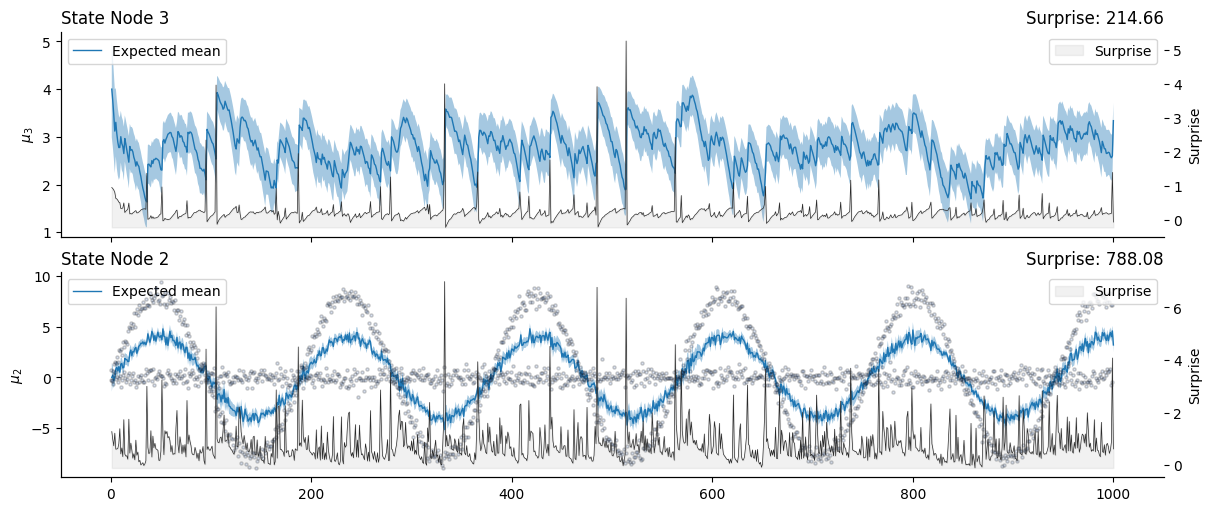 State Node 3
Surprise: 214.66
Expected mean
Surprise
5
4
3
2
1
μ3
5
4
3
2
1
0
Surprise
State Node 2
Surprise: 788.08
Expected mean
Surprise
10
5
0
−5
μ2
6
4
2
0
Surprise
0
200
400
600
800
1000